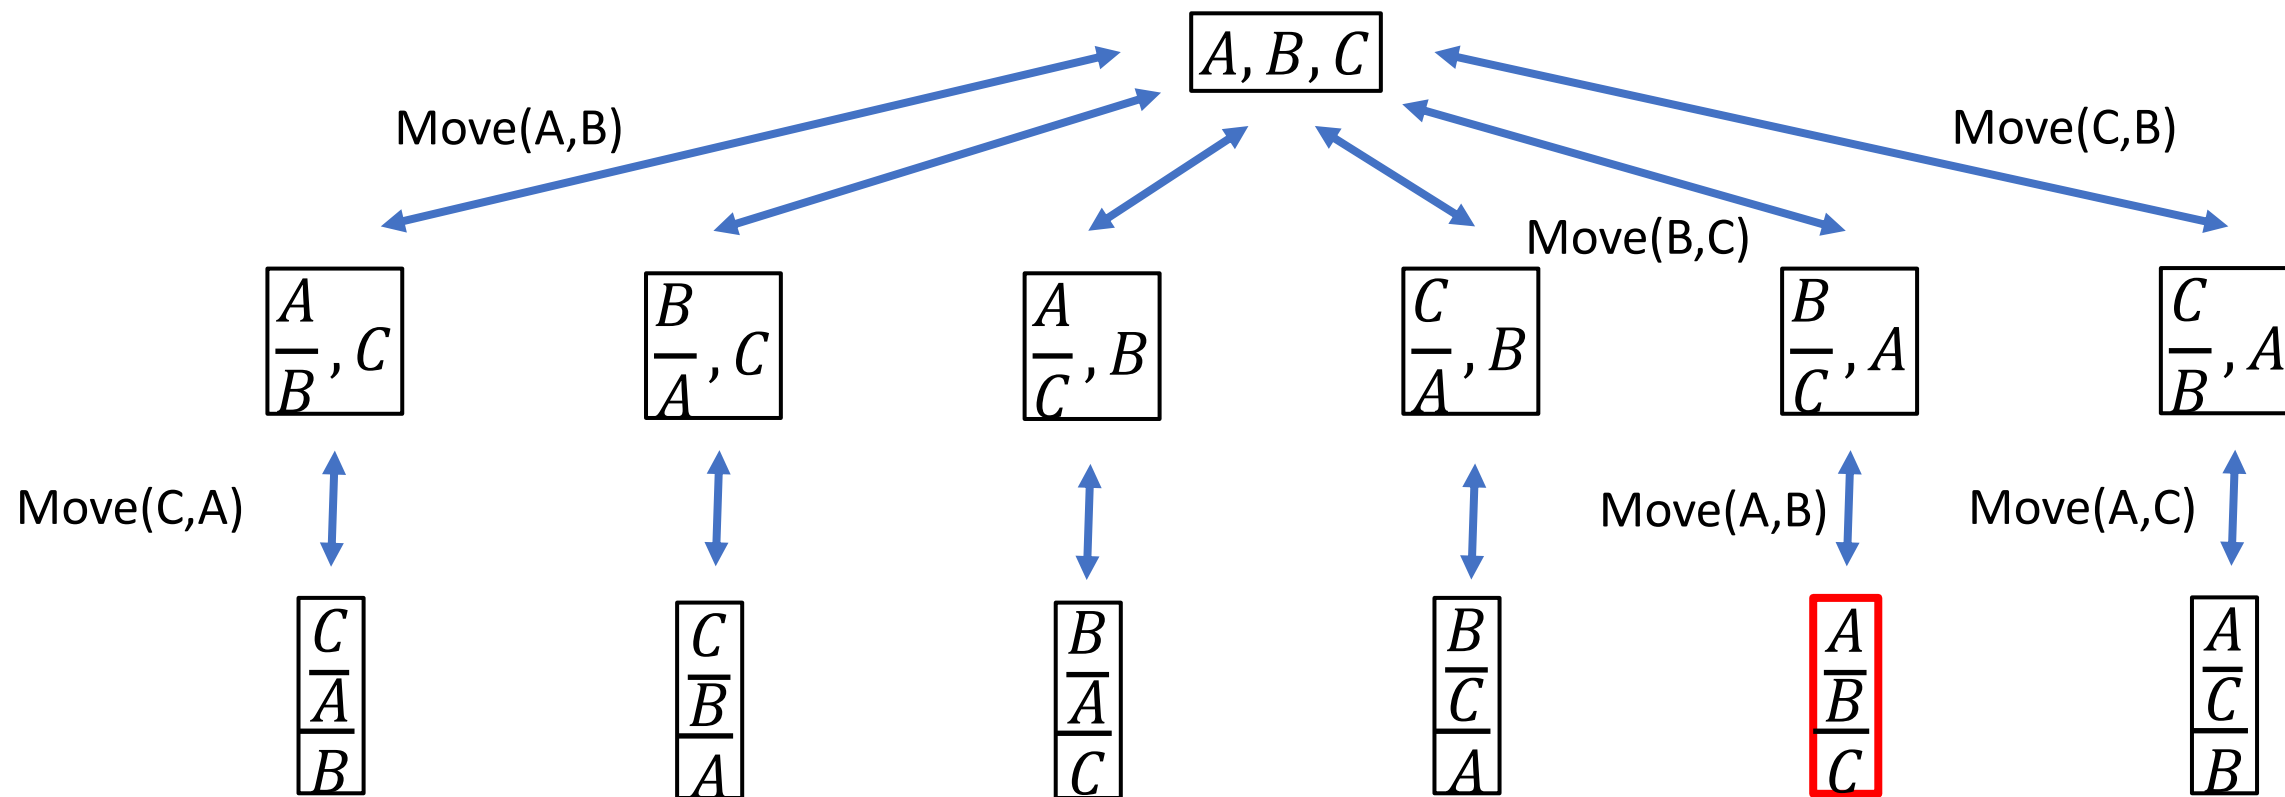 A, B, C
Move(A,B)
Move(C,B)
Move(B,C)
A
B , C
B
A , C
A
C , B
C
A , B
B
C , A
C
B , A
Move(C,A)
Move(A,B)
Move(A,C)
C
A
B
C
B
A
B
A
C
B
C
A
A
B
C
A
C
B